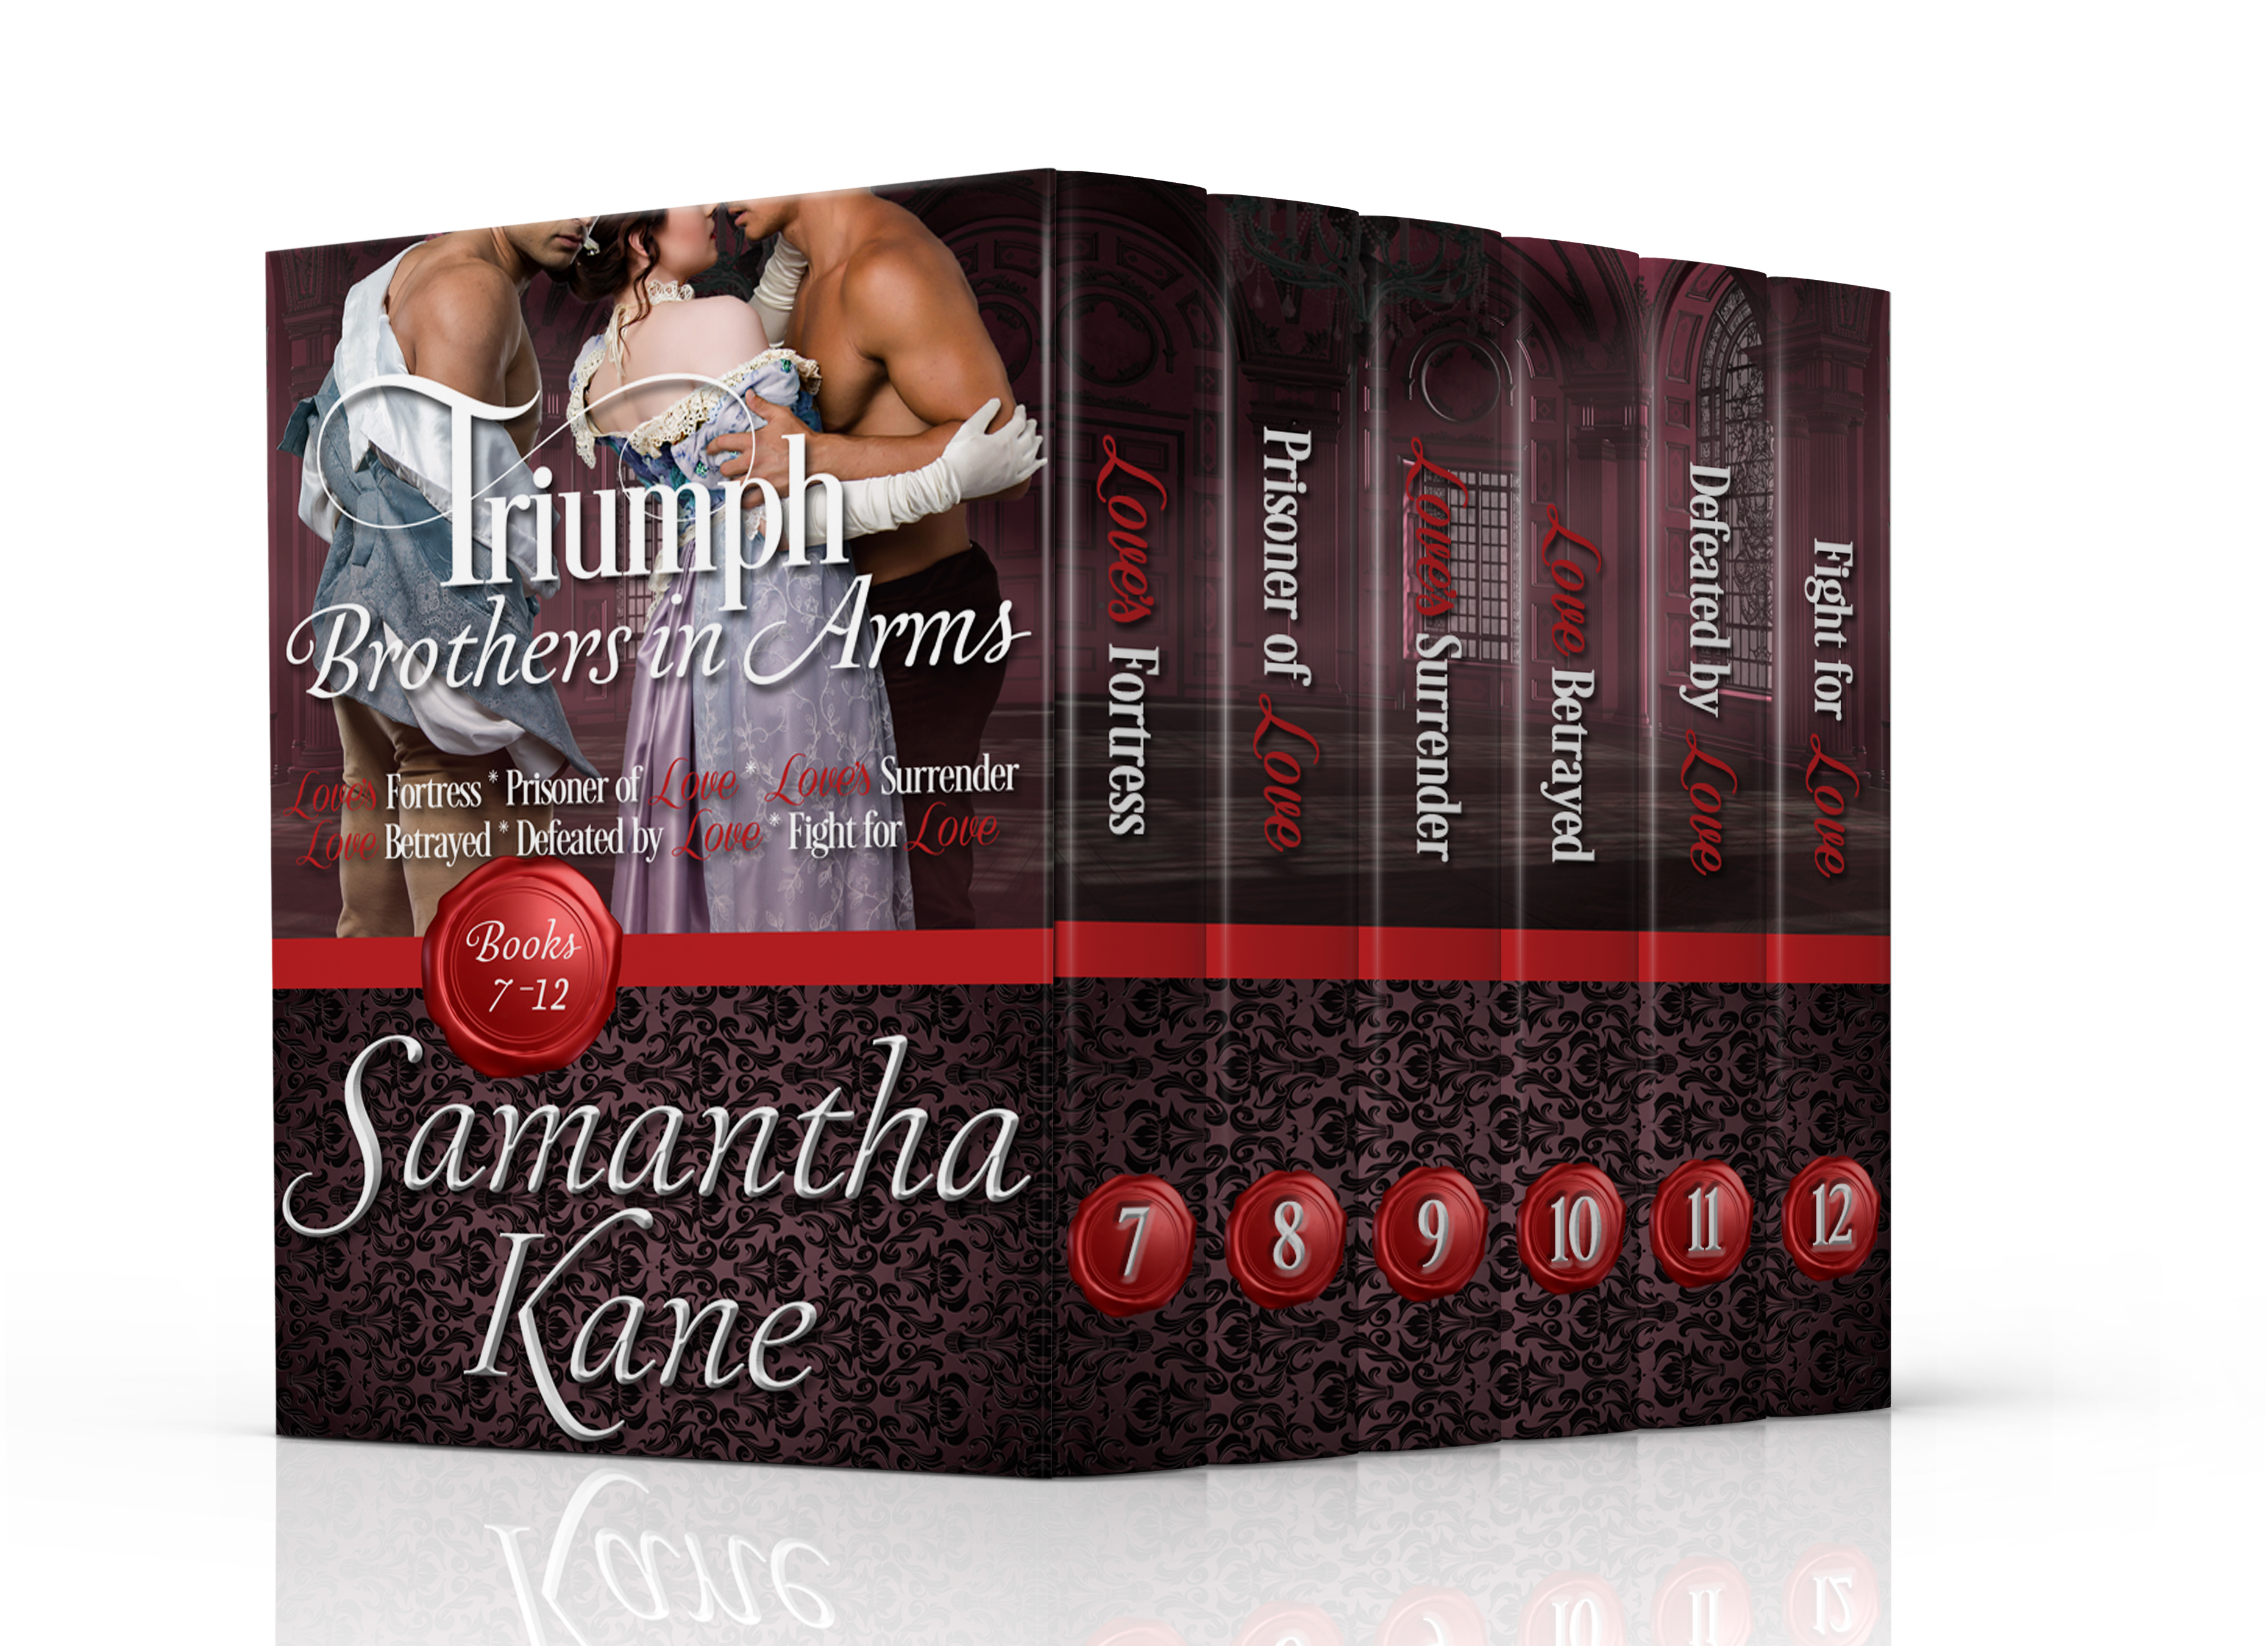 Triumph
Brothers in Arms
Love's Fortress * Prisoner of Love * Love's Surrender
Love Betrayed * Defeated by Love * Fight for Love
Books
7-12
Samantha
Kane
Love's Fortress
7
Prisoner of Love
8
Love's Surrender
9
Love Betrayed
10
Defeated by Love
11
Fight for Love
12